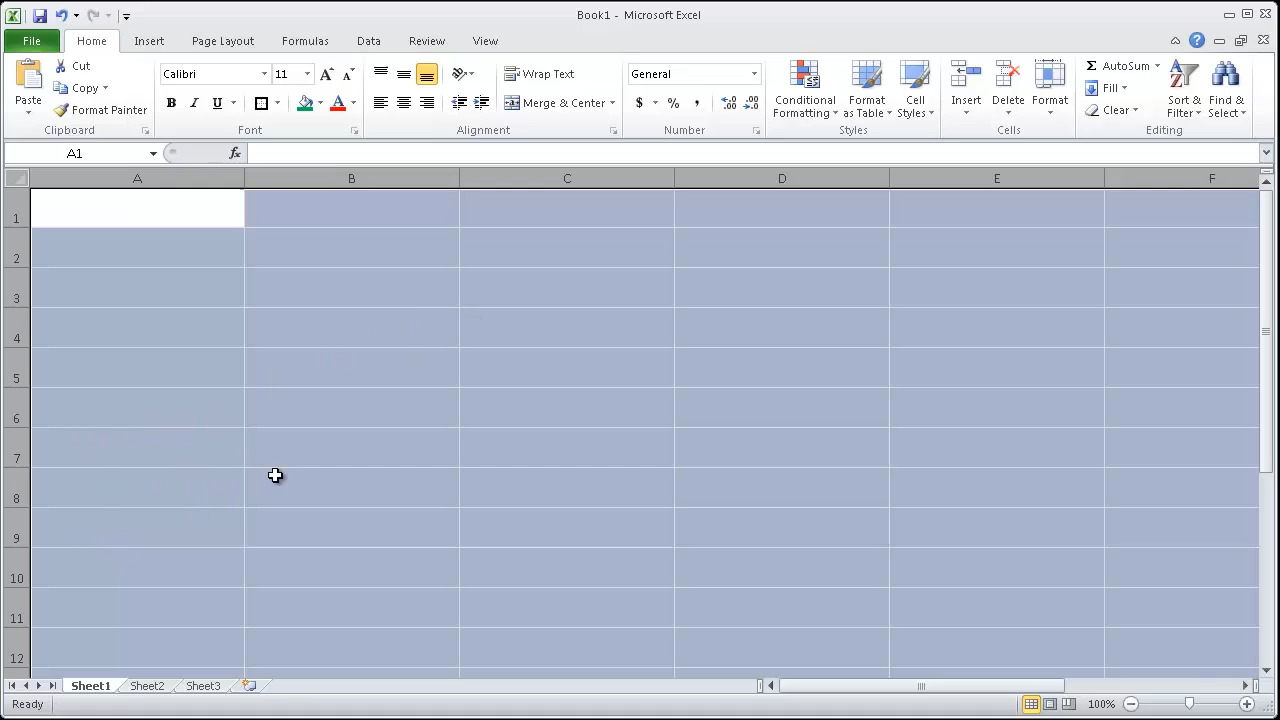 Book1 - Microsoft Excel
File Home Insert Page Layout Formulas Data Review View
Paste
Cut
Copy
Format Painter
Clipboard
Calibri 11
B I U A
Font
Wrap Text
Merge & Center
Alignment
General
$ % ,
Number
Conditional Formatting
Format as Table
Cell Styles
Styles
Insert Delete Format
Cells
AutoSum
Fill
Clear
Sort & Filter
Find & Select
Editing
A1 fx
A B C D E F
1
2
3
4
5
6
7
8
9
10
11
12
Sheet1 Sheet2 Sheet3
Ready 100%